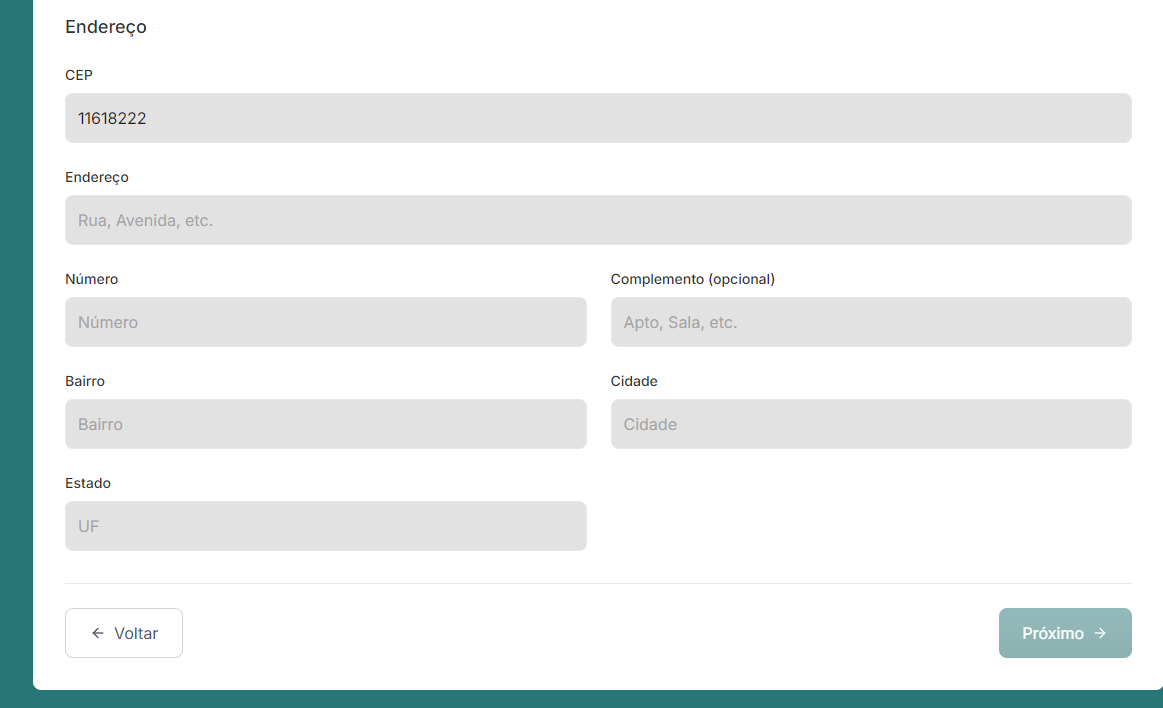 Endereço
CEP
11618222
Endereço
Rua, Avenida, etc.
Número
Complemento (opcional)
Número
Apto, Sala, etc.
Bairro
Cidade
Bairro
Cidade
Estado
UF
← Voltar
Próximo →